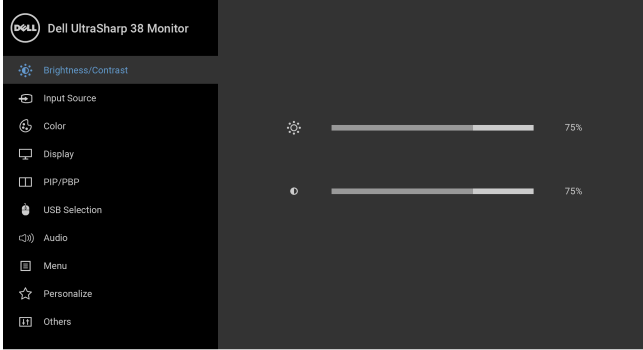 DELL
Dell UltraSharp 38 Monitor
Brightness/Contrast
Input Source
Color
75%
Display
PIP/PBP
75%
USB Selection
Audio
Menu
Personalize
Others